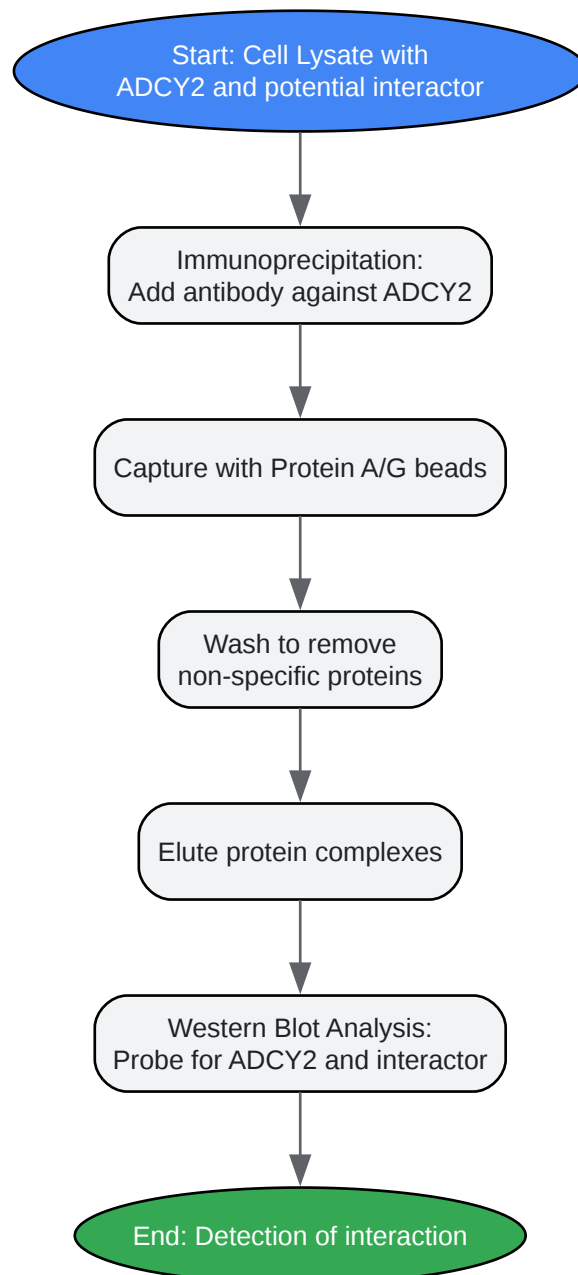 Start: Cell Lysate with
ADCY2 and potential interactor
Immunoprecipitation:
Add antibody against ADCY2
Capture with Protein A/G beads
Wash to remove
non-specific proteins
Elute protein complexes
Western Blot Analysis:
Probe for ADCY2 and interactor
End: Detection of interaction